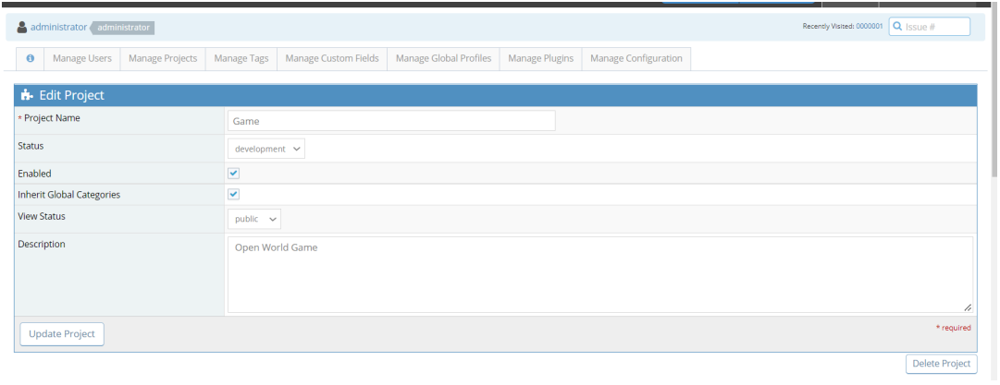 administrator administrator
Recently Visited: 0000001 Issue #
Manage Users Manage Projects Manage Tags Manage Custom Fields Manage Global Profiles Manage Plugins Manage Configuration
Edit Project
* Project Name Game
Status development
Enabled
Inherit Global Categories
View Status public
Description Open World Game
Update Project * required
Delete Project